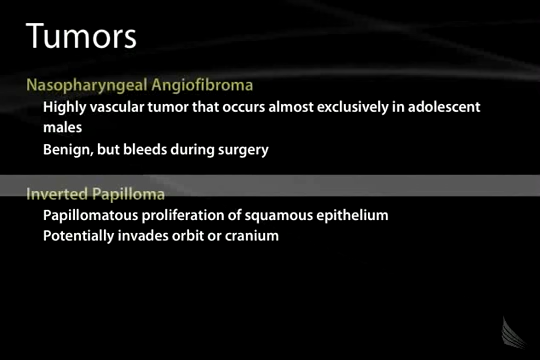 Tumors
Nasopharyngeal Angiofibroma
Highly vascular tumor that occurs almost exclusively in adolescent
males
Benign, but bleeds during surgery
Inverted Papilloma
Papillomatous proliferation of squamous epithelium
Potentially invades orbit or cranium